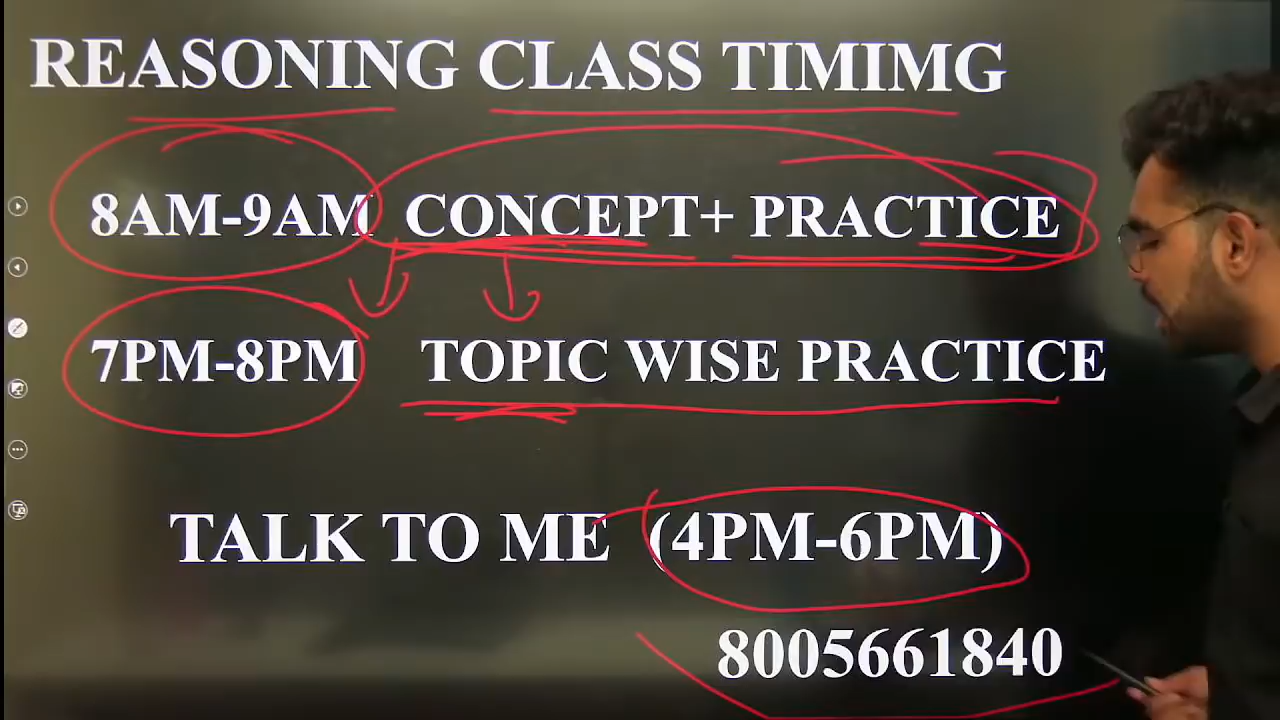 REASONING CLASS TIMIMG
8AM-9AM CONCEPT+ PRACTICE
7PM-8PM TOPIC WISE PRACTICE
TALK TO ME (4PM-6PM)
8005661840